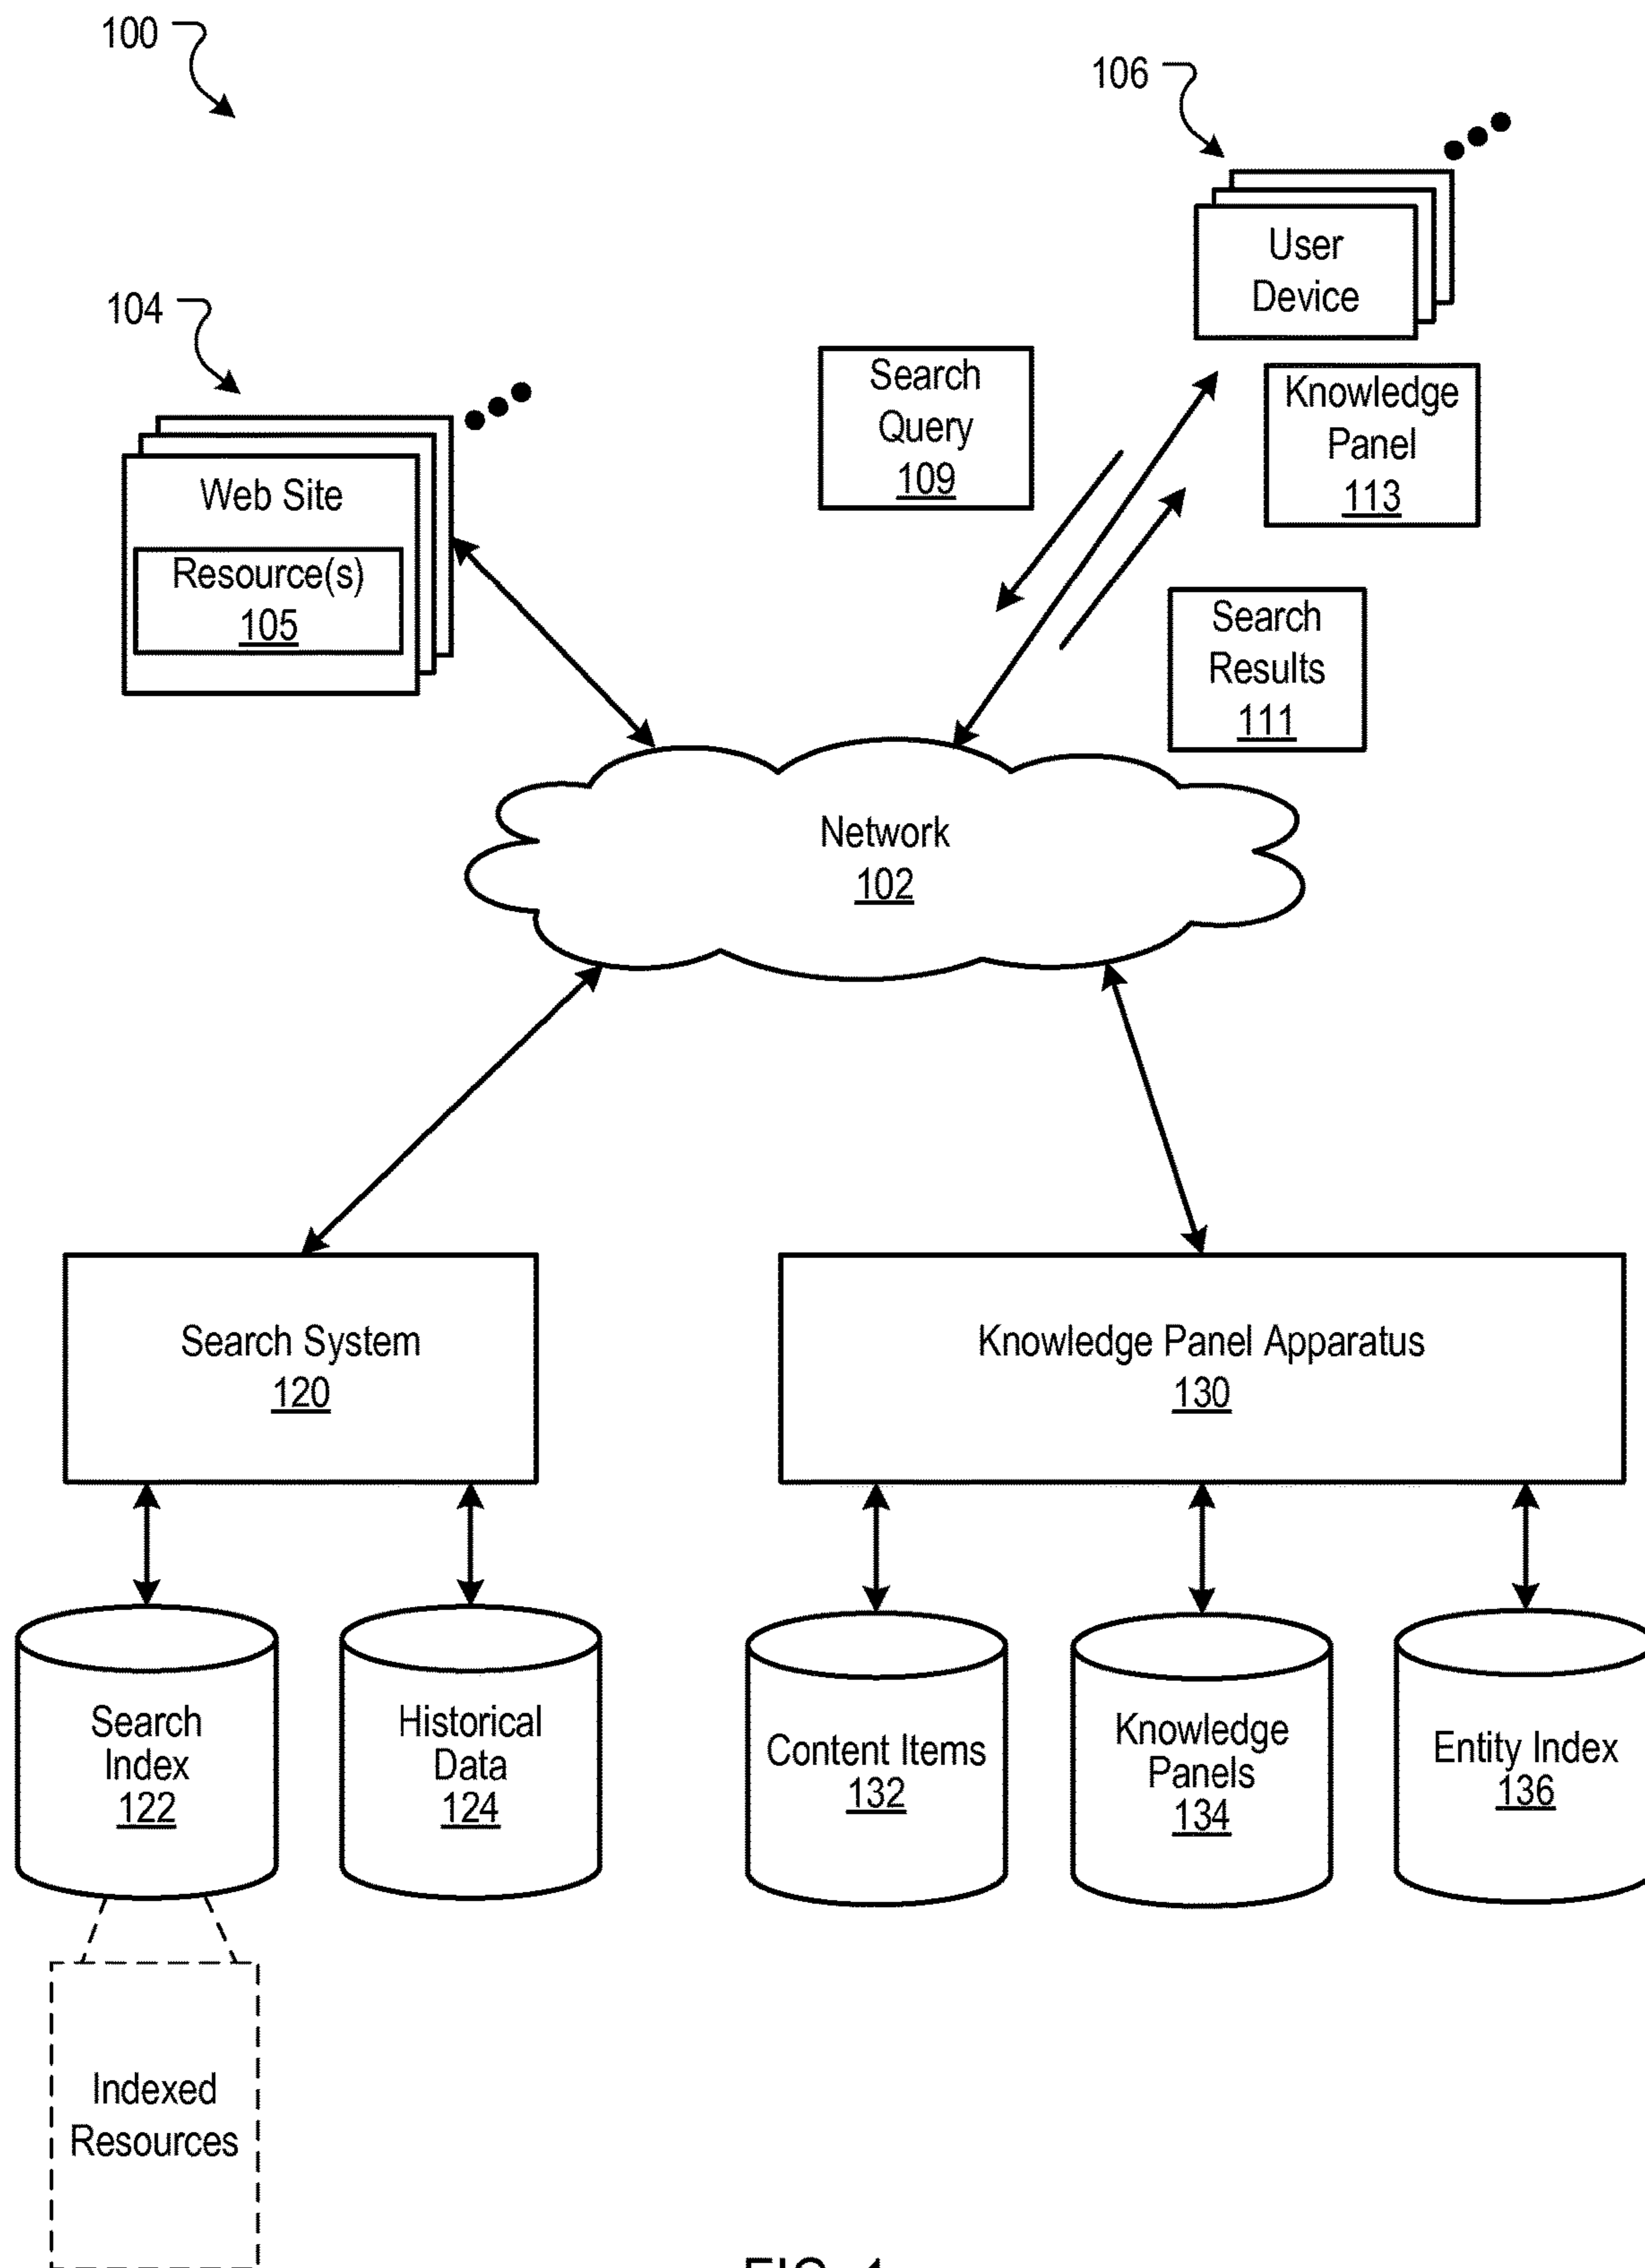 100
106
User
Device
104
Search
Query
109
Knowledge
Panel
113
Web Site
Resource(s)
105
Search
Results
111
Network
102
Search System
120
Knowledge Panel Apparatus
130
Search
Index
122
Historical
Data
124
Content Items
132
Knowledge
Panels
134
Entity Index
136
Indexed
Resources
FIG. 1